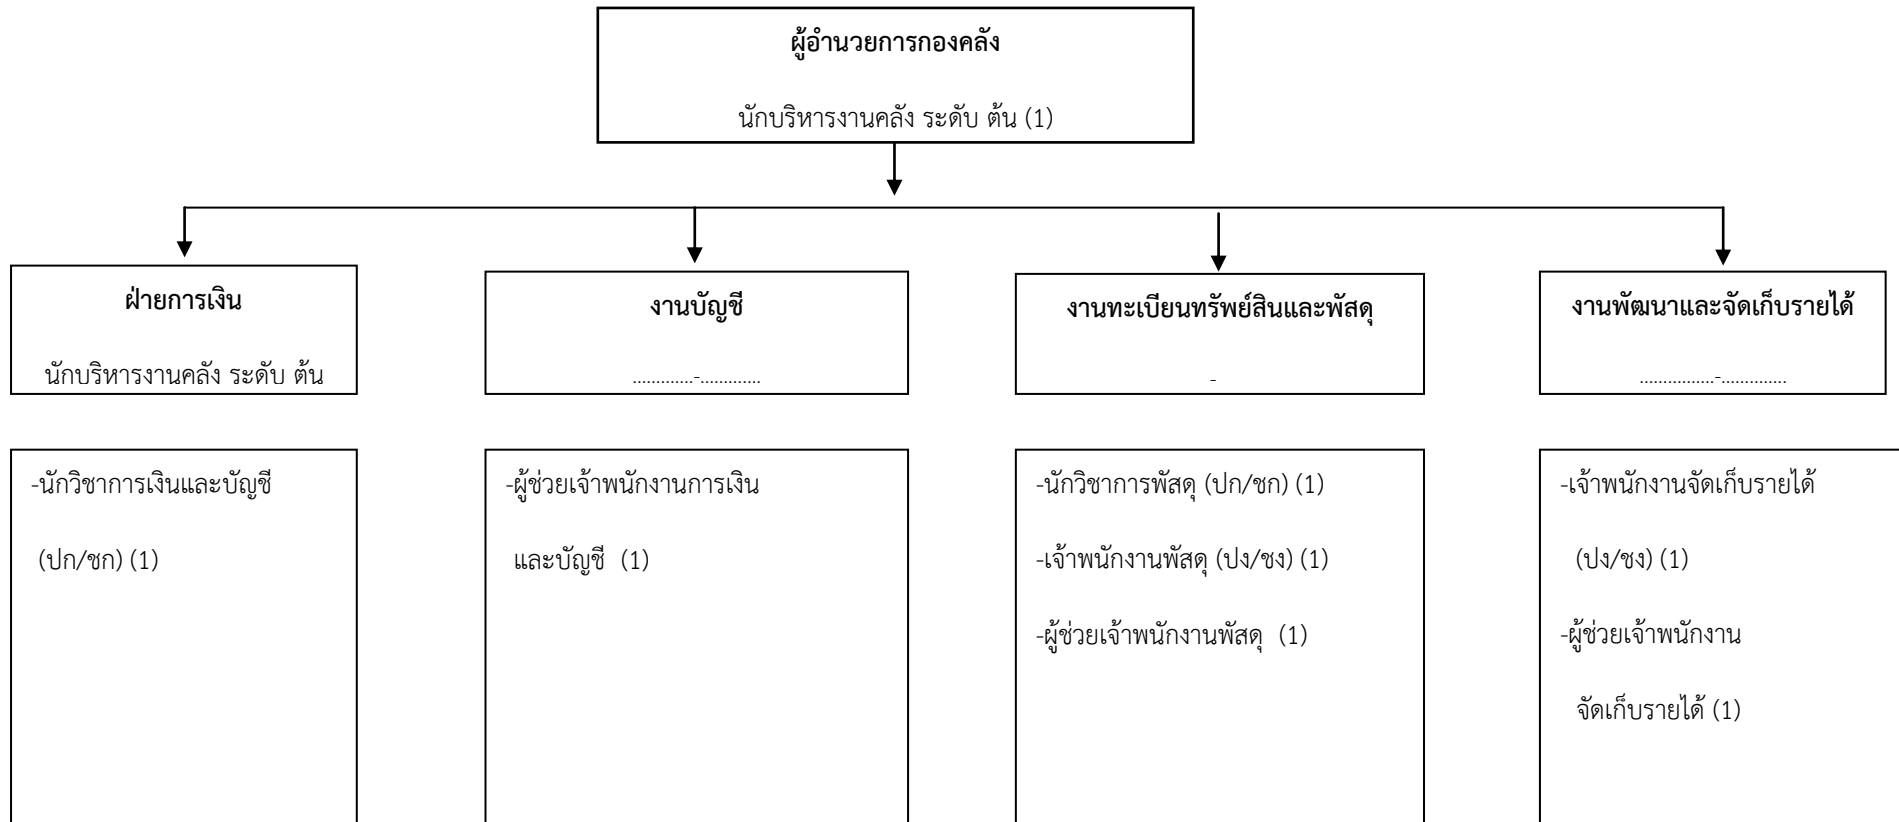 ผู้อำนวยการกองคลัง
นักบริหารงานคลัง ระดับ ต้น (1)
ฝ่ายการเงิน
นักบริหารงานคลัง ระดับ ต้น
งานบัญชี
.............-.............
งานทะเบียนทรัพย์สินและพัสดุ
-
งานพัฒนาและจัดเก็บรายได้
................-..............
-นักวิชาการเงินและบัญชี
(ปก/ชก) (1)
-ผู้ช่วยเจ้าพนักงานการเงิน
และบัญชี (1)
-นักวิชาการพัสดุ (ปก/ชก) (1)
-เจ้าพนักงานพัสดุ (ปง/ชง) (1)
-ผู้ช่วยเจ้าพนักงานพัสดุ (1)
-เจ้าพนักงานจัดเก็บรายได้
(ปง/ชง) (1)
-ผู้ช่วยเจ้าพนักงาน
จัดเก็บรายได้ (1)